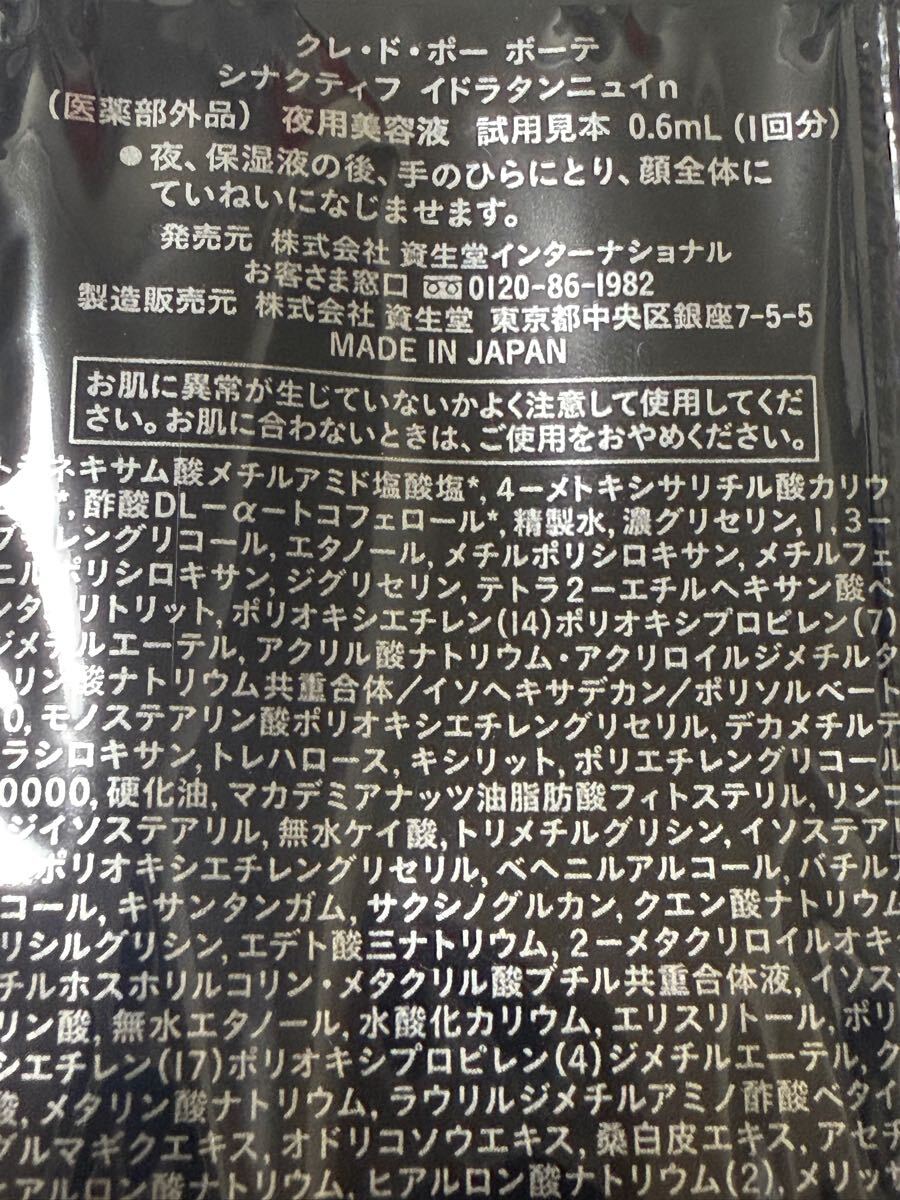 クレ・ド・ポー ボーテ
シナクティフ イドラタンニュイn
(医薬部外品) 夜用美容液 試用見本 0.6mL (1回分)
●夜、保湿液の後、手のひらにとり、顔全体に
ていねいになじませます。
発売元 株式会社 資生堂インターナショナル
お客さま窓口 0120-86-1982
製造販売元 株式会社 資生堂 東京都中央区銀座7-5-5
MADE IN JAPAN
お肌に異常が生じていないかよく注意して使用してくだ
さい。お肌に合わないときは、ご使用をおやめください。
トラネキサム酸メチルアミド塩酸塩*, 4-メトキシサリチル酸カリウ
*, 酢酸DL-α-トコフェロール*, 精製水, 濃グリセリン, 1,3-
ブチレングリコール, エタノール, メチルポリシロキサン, メチルフェ
ニルポリシロキサン, ジグリセリン, テトラ2-エチルヘキサン酸ペ
ンタエリトリット, ポリオキシエチレン(14)ポリオキシプロピレン(7)
ジメチルエーテル, アクリル酸ナトリウム・アクリロイルジメチルタ
リン酸ナトリウム共重合体/イソヘキサデカン/ポリソルベート
0, モノステアリン酸ポリオキシエチレングリセリル, デカメチルテ
ラシロキサン, トレハロース, キシリット, ポリエチレングリコール
0000, 硬化油, マカデミアナッツ油脂肪酸フィトステリル, リンゴ
ジイソステアリル, 無水ケイ酸, トリメチルグリシン, イソステアリ
ポリオキシエチレングリセリル, ベヘニルアルコール, バチルア
コール, キサンタンガム, サクシノグルカン, クエン酸ナトリウム
リシルグリシン, エデト酸三ナトリウム, 2-メタクリロイルオキ
チルホスホリルコリン・メタクリル酸ブチル共重合体液, イソス
リン酸, 無水エタノール, 水酸化カリウム, エリスリトール, ポリ
シエチレン(17)ポリオキシプロピレン(4)ジメチルエーテル, ク
酸, メタリン酸ナトリウム, ラウリルジメチルアミノ酢酸ベタイ
グルマギクエキス, オドリコソウエキス, 桑白皮エキス, アセチ
ヒアルロン酸ナトリウム, ヒアルロン酸ナトリウム(2), メリッサ